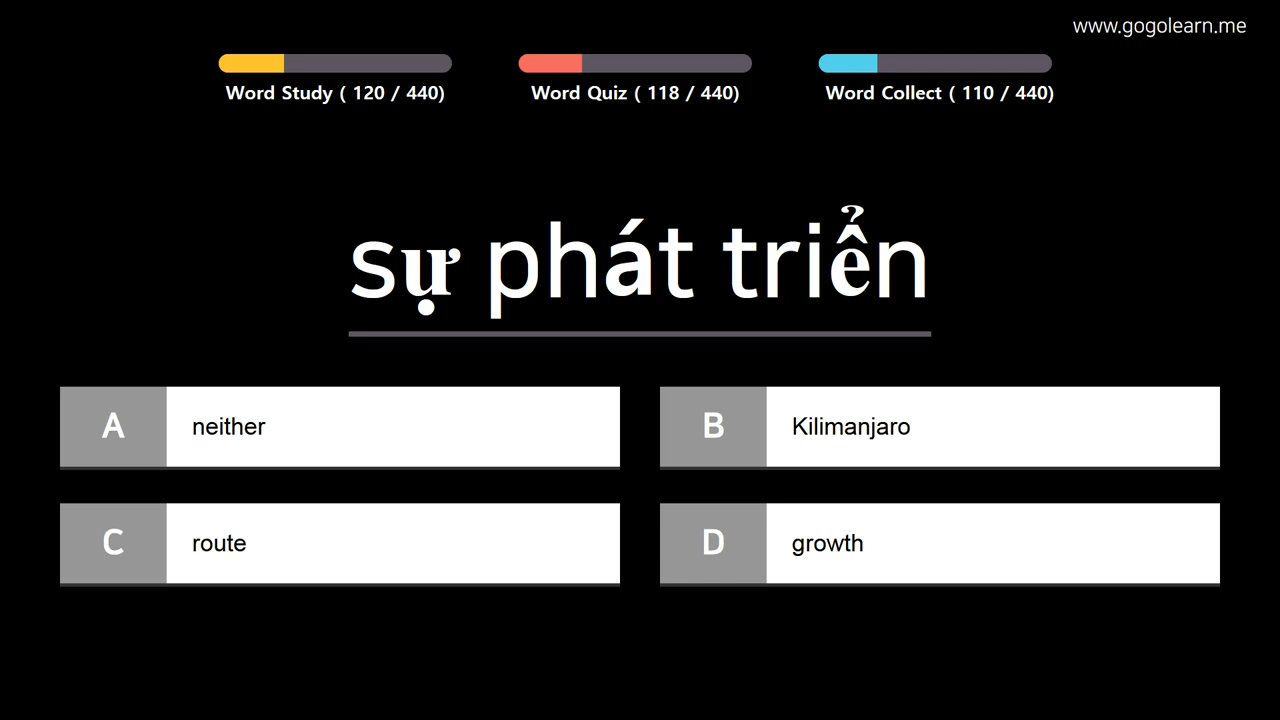 www.gogolearn.me
Word Study ( 120 / 440)
Word Quiz ( 118 / 440)
Word Collect ( 110 / 440)
sự phát triển
A neither
B Kilimanjaro
C route
D growth